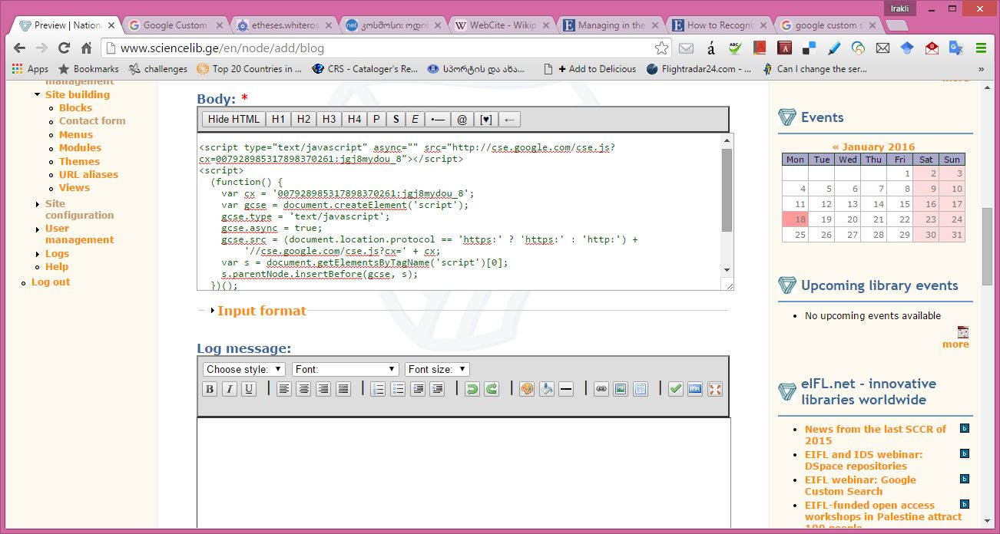 Irakli
Preview | Nation
Google Custom
etheses.whiteros
კოსმოსი: ოდის
WebCite - Wikip
Managing in the
How to Recogni
google custom s
www.sciencelib.ge/en/node/add/blog
Apps
Bookmarks
challenges
Top 20 Countries in ...
CRS - Cataloger's Re...
სპორტის და ახა...
+ Add to Delicious
Flightradar24.com - ...
Can I change the ser...
»
management
Site building
Blocks
Contact form
Menus
Modules
Themes
URL aliases
Views
Site
configuration
User
management
Logs
Help
Log out
Body: *
Hide HTML H1 H2 H3 H4 P S E •— @ [♥] ←
<script type="text/javascript" async="" src="http://cse.google.com/cse.js?
cx=007928985317898370261:jgj8mydou_8"></script>
<script>
(function() {
var cx = '007928985317898370261:jgj8mydou_8';
var gcse = document.createElement('script');
gcse.type = 'text/javascript';
gcse.async = true;
gcse.src = (document.location.protocol == 'https:' ? 'https:' : 'http:') +
'//cse.google.com/cse.js?cx=' + cx;
var s = document.getElementsByTagName('script')[0];
s.parentNode.insertBefore(gcse, s);
})();
Input format
Log message:
Choose style: Font: Font size:
B I U
more
Events
« January 2016
Mon Tue Wed Thu Fri Sat Sun
1 2 3
4 5 6 7 8 9 10
11 12 13 14 15 16 17
18 19 20 21 22 23 24
25 26 27 28 29 30 31
Upcoming library events
No upcoming events available
more
eIFL.net - innovative
libraries worldwide
News from the last SCCR of
2015
EIFL and IDS webinar:
DSpace repositories
EIFL webinar: Google
Custom Search
EIFL-funded open access
workshops in Palestine attract
100 people